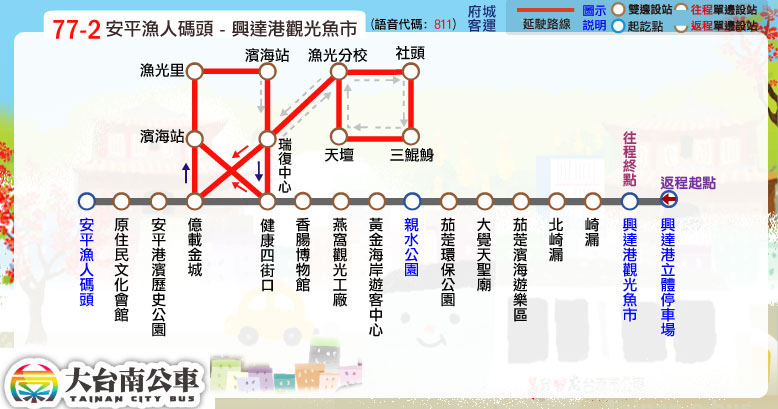 77-2 安平漁人碼頭 - 興達港觀光魚市 (語音代碼: 811)
府城客運
延駛路線
圖示說明
雙邊設站
往程單邊設站
起訖點
返程單邊設站
漁光里
濱海站
漁光分校
社頭
濱海站
瑞復中心
天壇
三鯤鯓
往程終點
返程起點
安平漁人碼頭
原住民文化會館
安平港濱歷史公園
億載金城
健康四街口
香腸博物館
燕窩觀光工廠
黃金海岸遊客中心
親水公園
茄萣環保公園
大覺天聖廟
茄萣濱海遊樂區
北崎漏
崎漏
興達港觀光魚市
興達港立體停車場
大台南公車
TAINAN CITY BUS